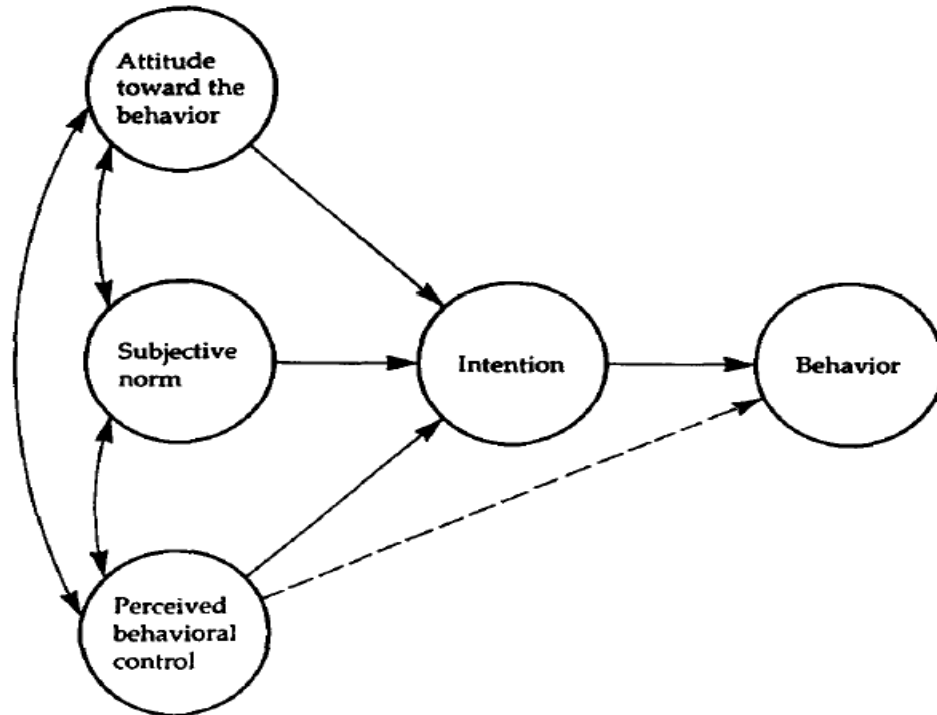 Attitude
toward the
behavior
Subjective
norm
Intention
Behavior
Perceived
behavioral
control